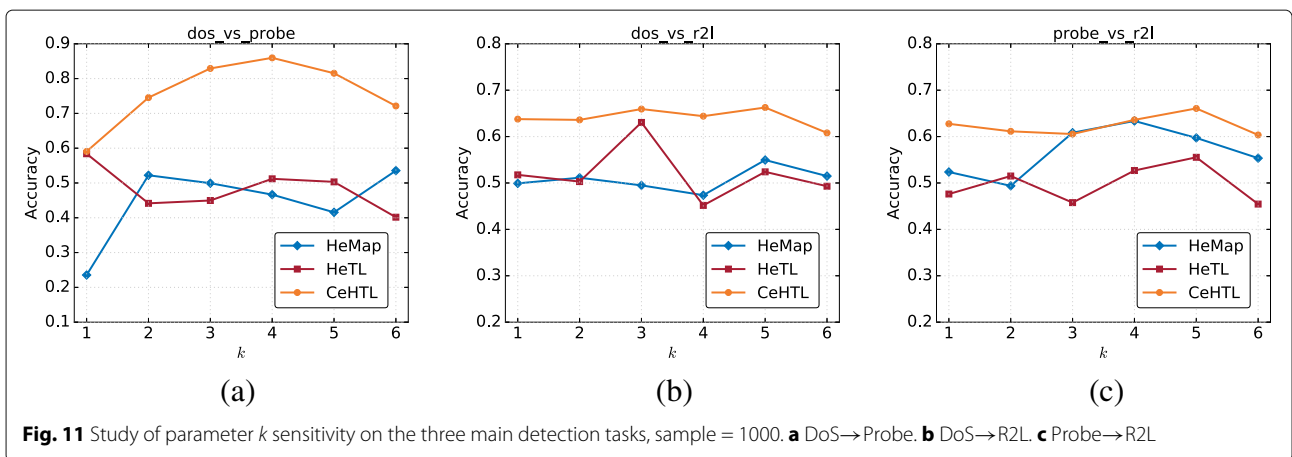 dos_vs_probe
0.9
0.8
0.7
0.6
0.5
0.4
0.3
0.2
0.1
Accuracy
HeMap
HeTL
CeHTL
1 2 3 4 5 6
k
(a)
dos_vs_r2l
0.8
0.7
0.6
0.5
0.4
0.3
0.2
Accuracy
HeMap
HeTL
CeHTL
1 2 3 4 5 6
k
(b)
probe_vs_r2l
0.8
0.7
0.6
0.5
0.4
0.3
0.2
Accuracy
HeMap
HeTL
CeHTL
1 2 3 4 5 6
k
(c)
Fig. 11 Study of parameter k sensitivity on the three main detection tasks, sample = 1000. a DoS→Probe. b DoS→R2L. c Probe→R2L